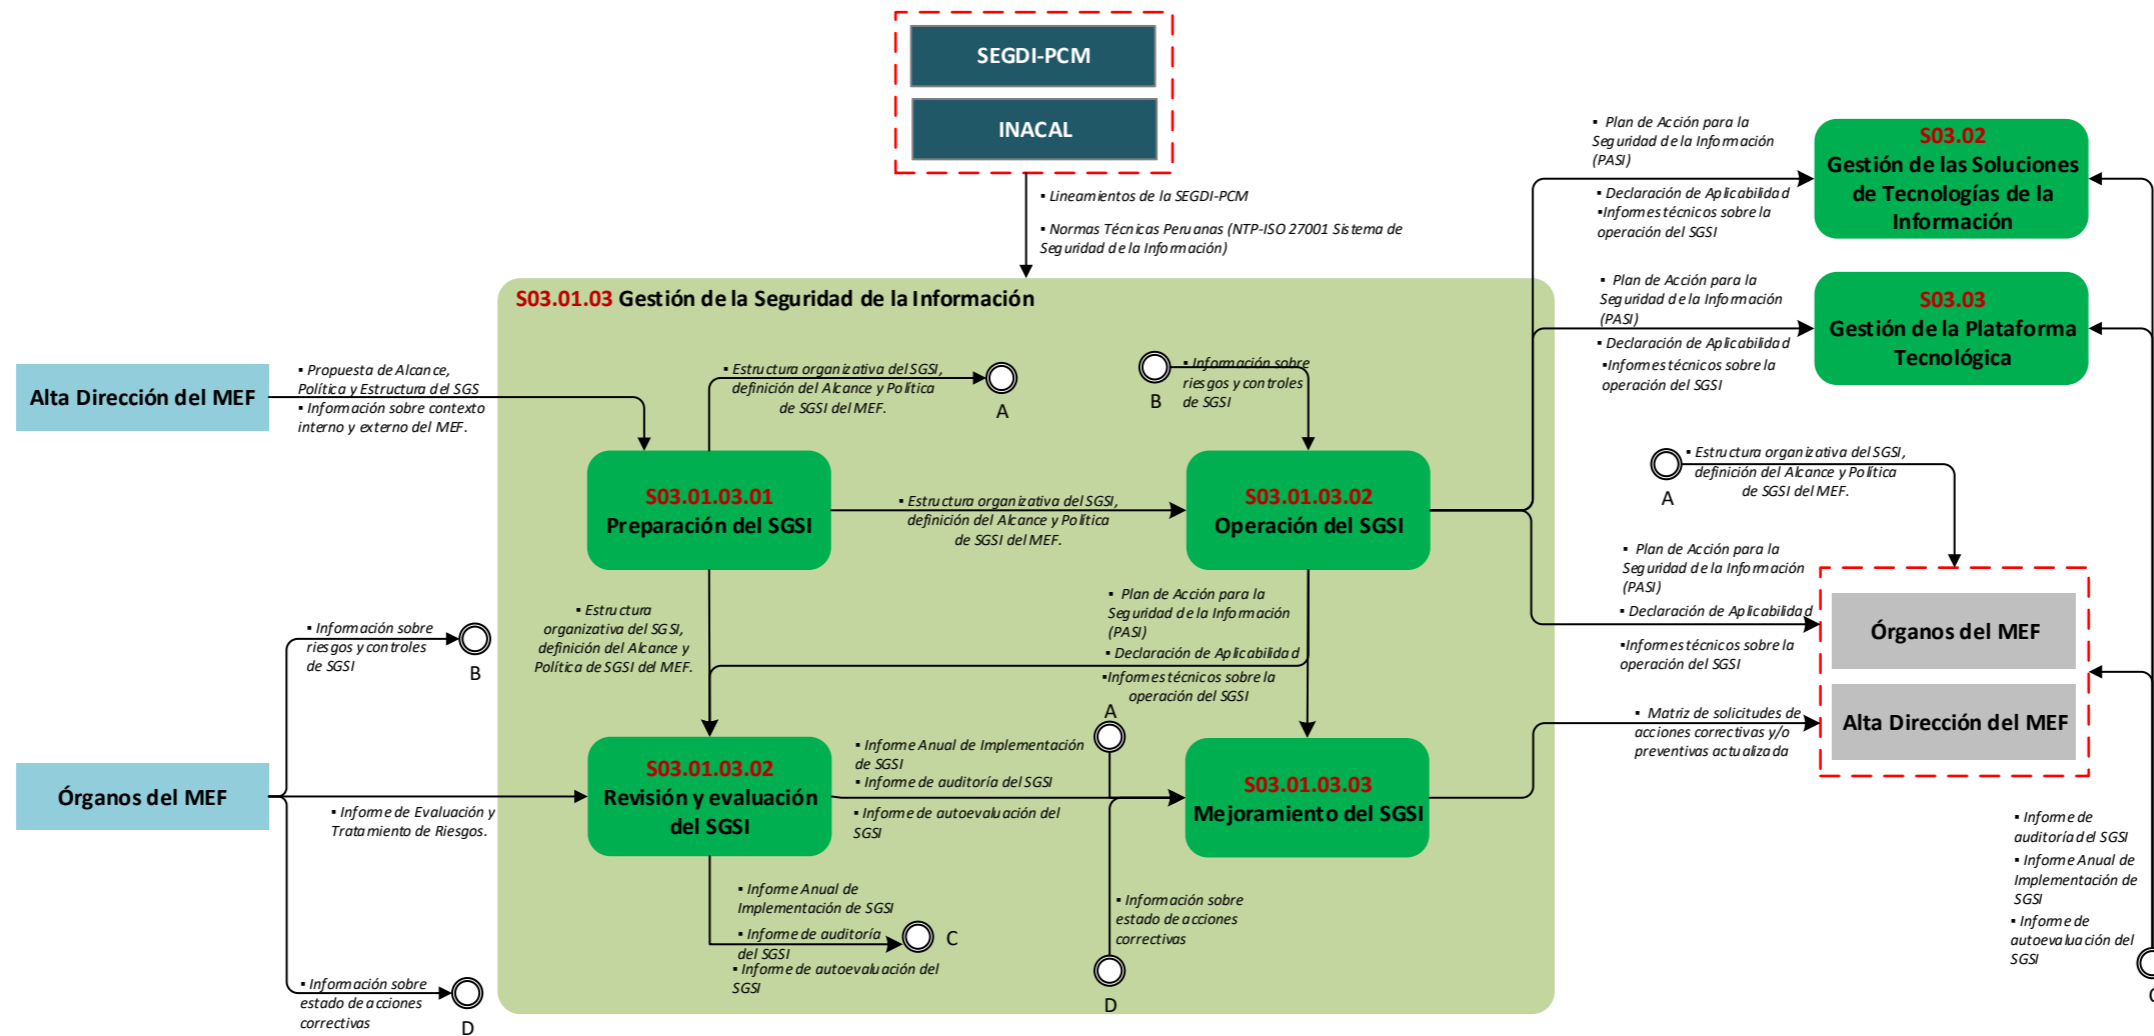 SEGDI-PCM
INACAL
▪ Lineamientos de la SEGDI-PCM
▪ Normas Técnicas Peruanas (NTP-ISO 27001 Sistema de
Seguridad de la Información)
▪ Plan de Acción para la
Seguridad de la Información
(PASI)
▪ Declaración de Aplicabilidad
▪Informes técnicos sobre la
operación del SGSI
S03.02
Gestión de las Soluciones
de Tecnologías de la
Información
▪ Plan de Acción para la
Seguridad de la Información
(PASI)
▪ Declaración de Aplicabilidad
▪Informes técnicos sobre la
operación del SGSI
S03.03
Gestión de la Plataforma
Tecnológica
S03.01.03 Gestión de la Seguridad de la Información
Alta Dirección del MEF
▪ Propuesta de Alcance,
Política y Estructura del SGS
▪ Información sobre contexto
interno y externo del MEF.
▪ Estructura organizativa del SGSI,
definición del Alcance y Política
de SGSI del MEF.
A
B
▪ Información sobre
riesgos y controles
de SGSI
S03.01.03.01
Preparación del SGSI
▪ Estructura organizativa del SGSI,
definición del Alcance y Política
de SGSI del MEF.
S03.01.03.02
Operación del SGSI
▪ Estructura organizativa del SGSI,
definición del Alcance y Política
de SGSI del MEF.
A
▪ Plan de Acción para la
Seguridad de la Información
(PASI)
▪ Declaración de Aplicabilidad
▪Informes técnicos sobre la
operación del SGSI
Órganos del MEF
Alta Dirección del MEF
▪ Información sobre
riesgos y controles
de SGSI
B
▪ Estructura
organizativa del SGSI,
definición del Alcance y
Política de SGSI del MEF.
▪ Plan de Acción para la
Seguridad de la Información
(PASI)
▪ Declaración de Aplicabilidad
▪Informes técnicos sobre la
operación del SGSI
A
▪ Matriz de solicitudes de
acciones correctivas y/o
preventivas actualizada
Órganos del MEF
▪ Informe de Evaluación y
Tratamiento de Riesgos.
S03.01.03.02
Revisión y evaluación
del SGSI
▪ Informe Anual de Implementación
de SGSI
▪ Informe de auditoría del SGSI
▪ Informe de autoevaluación del
SGSI
S03.01.03.03
Mejoramiento del SGSI
▪ Informe Anual de
Implementación de SGSI
▪ Informe de auditoría
del SGSI
▪ Informe de autoevaluación del
SGSI
C
▪ Información sobre
estado de acciones
correctivas
D
▪ Información sobre
estado de acciones
correctivas
D
▪ Informe de
auditoría del SGSI
▪ Informe Anual de
Implementación de
SGSI
▪ Informe de
autoevaluación del
SGSI